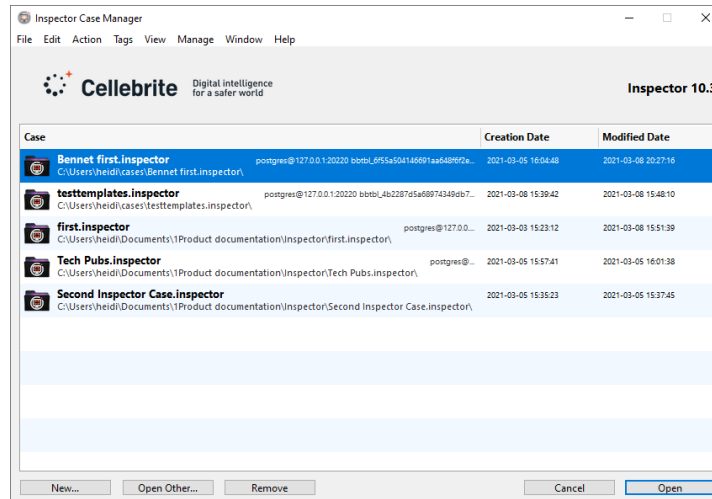 Inspector Case Manager
File Edit Action Tags View Manage Window Help
Cellebrite Digital intelligence
for a safer world
Inspector 10.3
Case Creation Date Modified Date
Bennet first.inspector postgres@127.0.0.1:20220 bbtbl_6f55a504146691aa648f6f2e... 2021-03-05 16:04:48 2021-03-08 20:27:16
C:\Users\heidi\cases\Bennet first.inspector\
testtemplates.inspector postgres@127.0.0.1:20220 bbtbl_4b2287d5a68974349db7... 2021-03-08 15:39:42 2021-03-08 15:48:10
C:\Users\heidi\cases\testtemplates.inspector\
first.inspector postgres@127.0.0... 2021-03-03 15:23:12 2021-03-08 15:51:39
C:\Users\heidi\Documents\1Product documentation\Inspector\first.inspector\
Tech Pubs.inspector postgres@... 2021-03-05 15:57:41 2021-03-05 16:01:38
C:\Users\heidi\Documents\1Product documentation\Inspector\Tech Pubs.inspector\
Second Inspector Case.inspector 2021-03-05 15:35:23 2021-03-05 15:37:45
C:\Users\heidi\Documents\1Product documentation\Inspector\Second Inspector Case.inspector\
New... Open Other... Remove Cancel Open